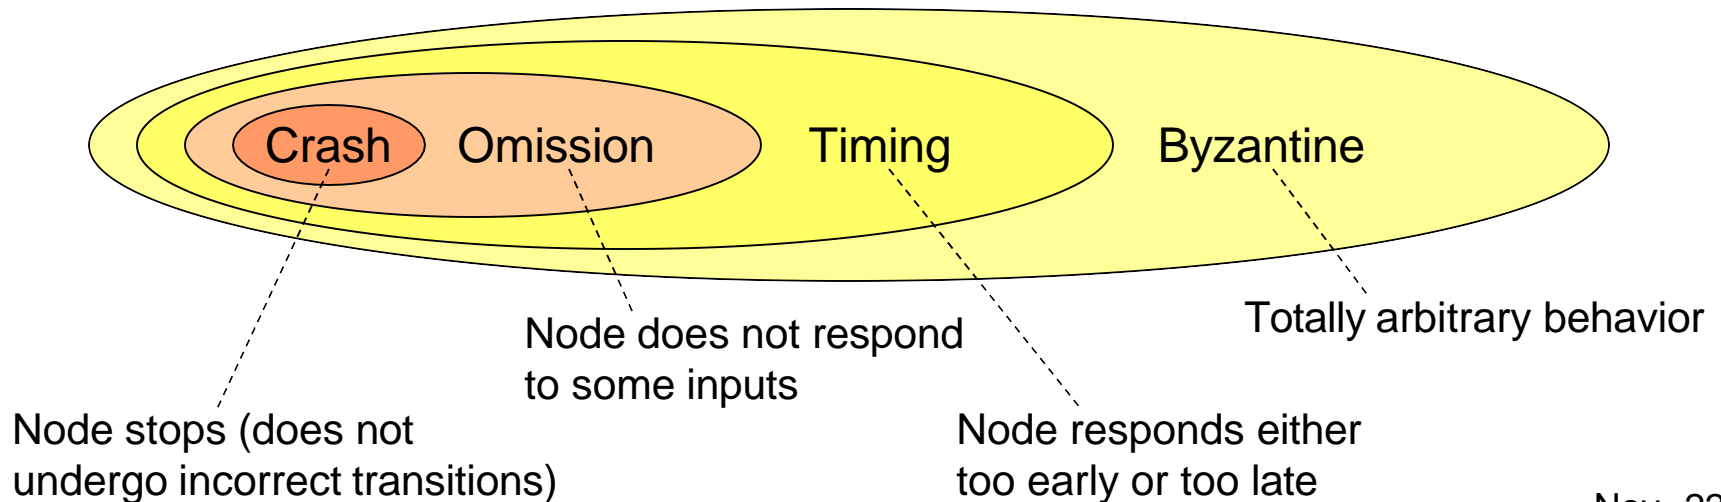 Crash Omission Timing Byzantine
Totally arbitrary behavior
Node does not respond
to some inputs
Node stops (does not
undergo incorrect transitions)
Node responds either
too early or too late